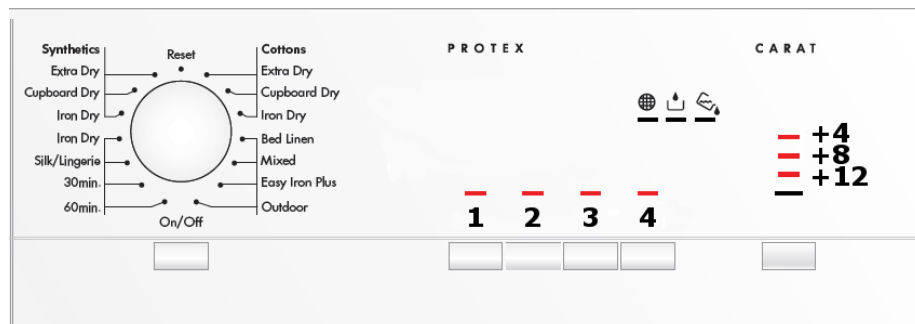 Synthetics
Extra Dry
Cupboard Dry
Iron Dry
Iron Dry
Silk/Lingerie
30min.
60min.
Reset
On/Off
Cottons
Extra Dry
Cupboard Dry
Iron Dry
Bed Linen
Mixed
Easy Iron Plus
Outdoor
PROTEX
1 2 3 4
CARAT
+4
+8
+12